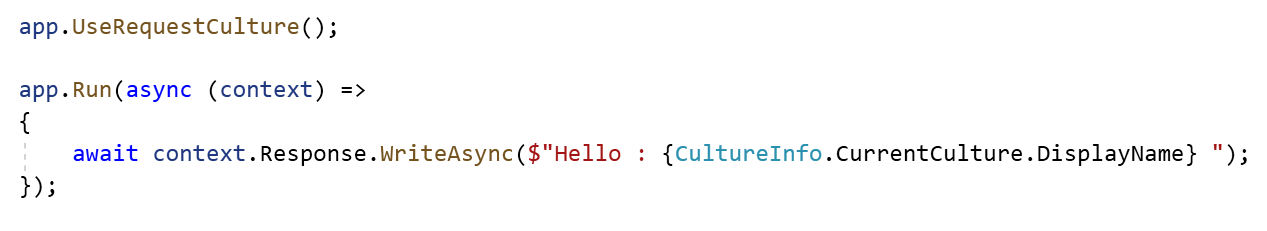 app.UseRequestCulture();
app.Run(async (context) =>
{
    await context.Response.WriteAsync($"Hello : {CultureInfo.CurrentCulture.DisplayName} ");
});